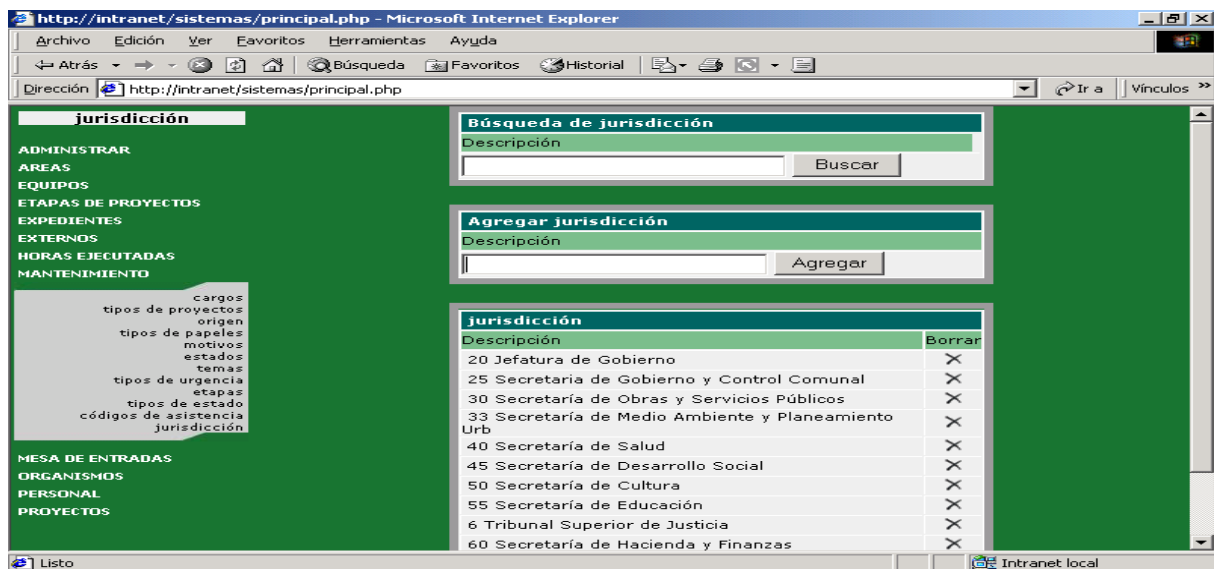 http://intranet/sistemas/principal.php - Microsoft Internet Explorer
Archivo Edición Ver Favoritos Herramientas Ayuda
Atrás Búsqueda Favoritos Historial
Dirección http://intranet/sistemas/principal.php Ir a Vínculos »
jurisdicción
ADMINISTRAR
AREAS
EQUIPOS
ETAPAS DE PROYECTOS
EXPEDIENTES
EXTERNOS
HORAS EJECUTADAS
MANTENIMIENTO
cargos
tipos de proyectos
origen
tipos de papeles
motivos
estados
temas
tipos de urgencia
etapas
tipos de estado
códigos de asistencia
jurisdicción
MESA DE ENTRADAS
ORGANISMOS
PERSONAL
PROYECTOS
Búsqueda de jurisdicción
Descripción
Buscar
Agregar jurisdicción
Descripción
Agregar
jurisdicción
Descripción Borrar
20 Jefatura de Gobierno
25 Secretaria de Gobierno y Control Comunal
30 Secretaría de Obras y Servicios Públicos
33 Secretaría de Medio Ambiente y Planeamiento
Urb
40 Secretaría de Salud
45 Secretaría de Desarrollo Social
50 Secretaría de Cultura
55 Secretaría de Educación
6 Tribunal Superior de Justicia
60 Secretaría de Hacienda y Finanzas
Listo Intranet local